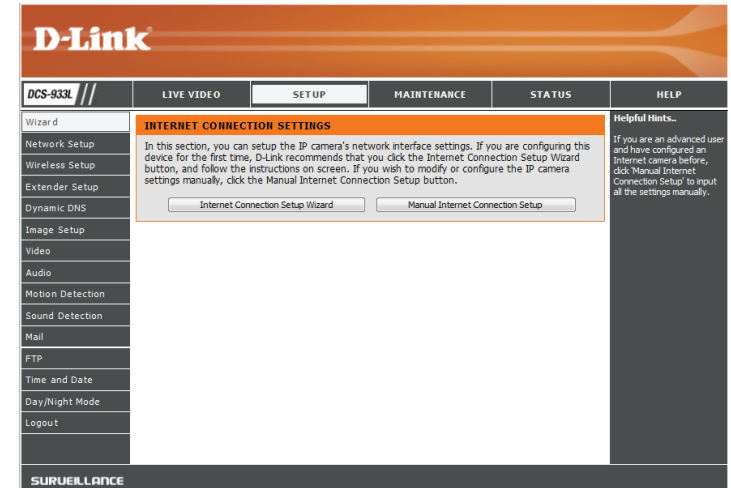 D-Link
DCS-933L
LIVE VIDEO
SETUP
MAINTENANCE
STATUS
HELP
Wizard
Network Setup
Wireless Setup
Extender Setup
Dynamic DNS
Image Setup
Video
Audio
Motion Detection
Sound Detection
Mail
FTP
Time and Date
Day/Night Mode
Logout
INTERNET CONNECTION SETTINGS
In this section, you can setup the IP camera's network interface settings. If you are configuring this
device for the first time, D-Link recommends that you click the Internet Connection Setup Wizard
button, and follow the instructions on screen. If you wish to modify or configure the IP camera
settings manually, click the Manual Internet Connection Setup button.
Internet Connection Setup Wizard
Manual Internet Connection Setup
Helpful Hints..
If you are an advanced user
and have configured an
Internet camera before,
click 'Manual Internet
Connection Setup' to input
all the settings manually.
SURVEILLANCE